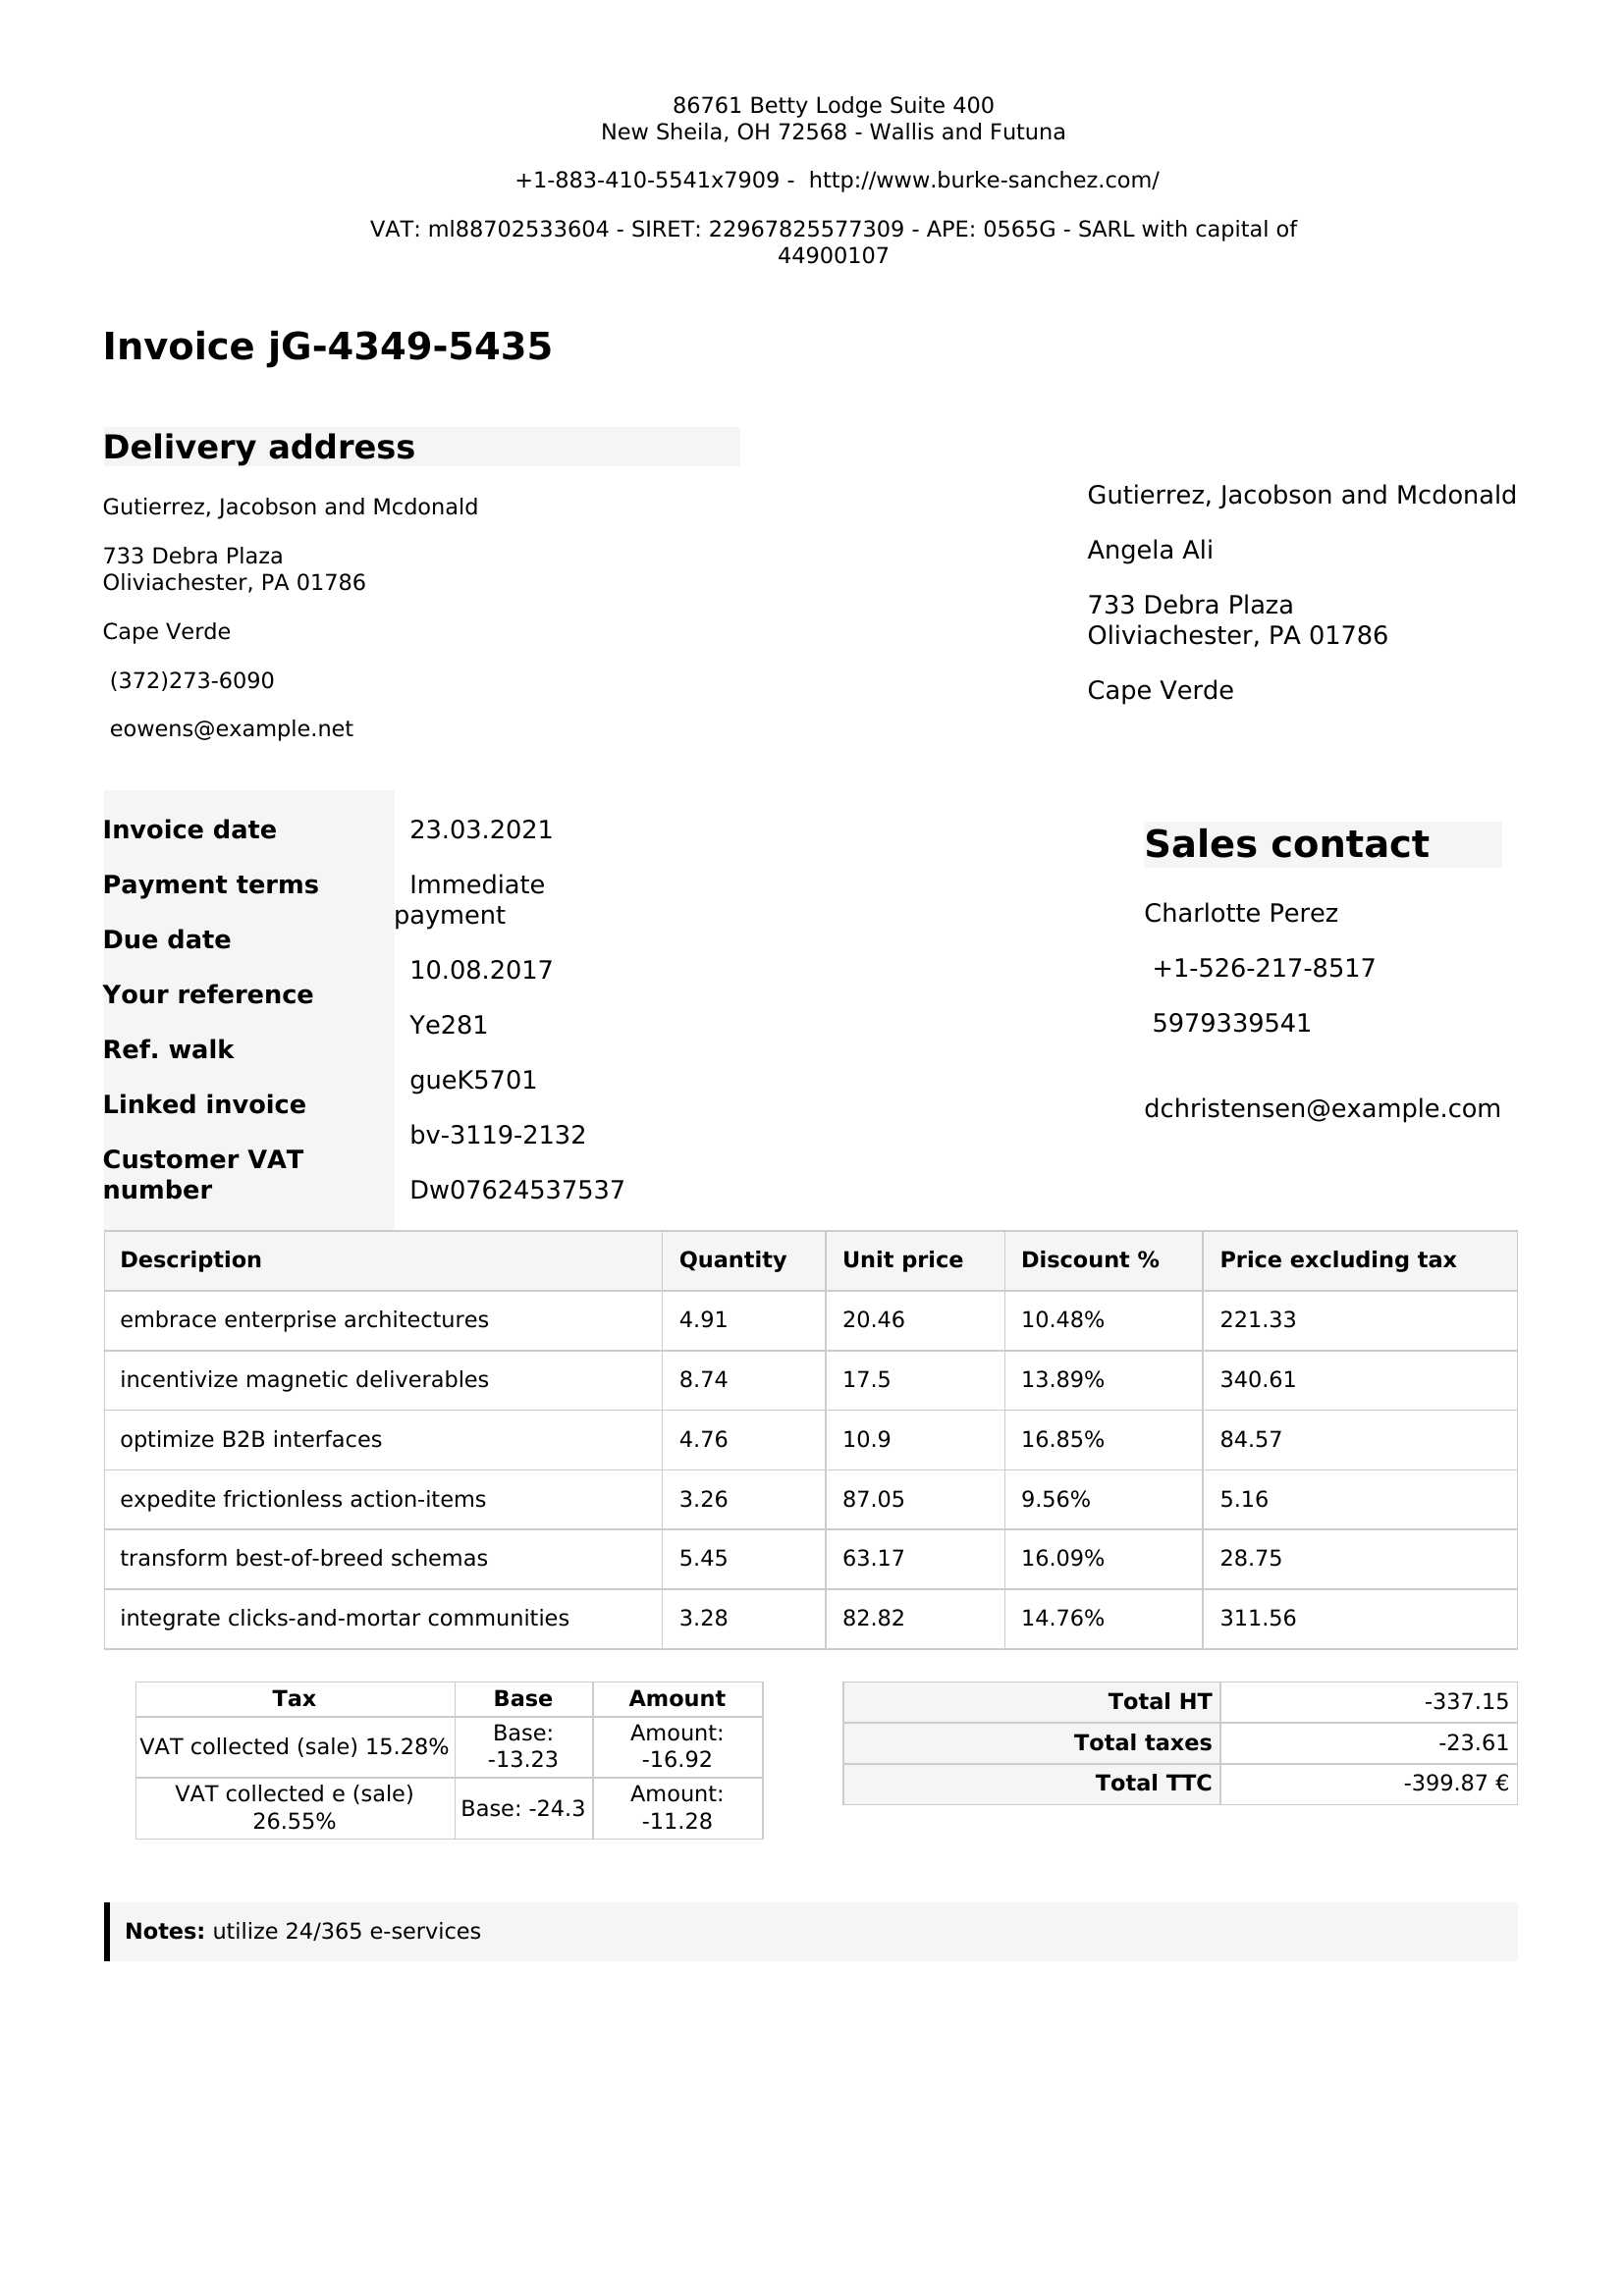 86761 Betty Lodge Suite 400
New Sheila, OH 72568 - Wallis and Futuna
+1-883-410-5541x7909 - http://www.burke-sanchez.com/
VAT: ml88702533604 - SIRET: 22967825577309 - APE: 0565G - SARL with capital of
44900107
Invoice jG-4349-5435
Delivery address
Gutierrez, Jacobson and Mcdonald
733 Debra Plaza
Oliviachester, PA 01786
Cape Verde
(372)273-6090
eowens@example.net
Gutierrez, Jacobson and Mcdonald
Angela Ali
733 Debra Plaza
Oliviachester, PA 01786
Cape Verde
Invoice date
Payment terms
Due date
Your reference
Ref. walk
Linked invoice
Customer VAT
number
23.03.2021
Immediate
payment
10.08.2017
Ye281
gueK5701
bv-3119-2132
Dw07624537537
Sales contact
Charlotte Perez
+1-526-217-8517
5979339541
dchristensen@example.com
Description Quantity Unit price Discount % Price excluding tax
embrace enterprise architectures 4.91 20.46 10.48% 221.33
incentivize magnetic deliverables 8.74 17.5 13.89% 340.61
optimize B2B interfaces 4.76 10.9 16.85% 84.57
expedite frictionless action-items 3.26 87.05 9.56% 5.16
transform best-of-breed schemas 5.45 63.17 16.09% 28.75
integrate clicks-and-mortar communities 3.28 82.82 14.76% 311.56
Tax Base Amount
VAT collected (sale) 15.28% Base: -13.23 Amount: -16.92
VAT collected e (sale) 26.55% Base: -24.3 Amount: -11.28
Total HT -337.15
Total taxes -23.61
Total TTC -399.87 €
Notes: utilize 24/365 e-services